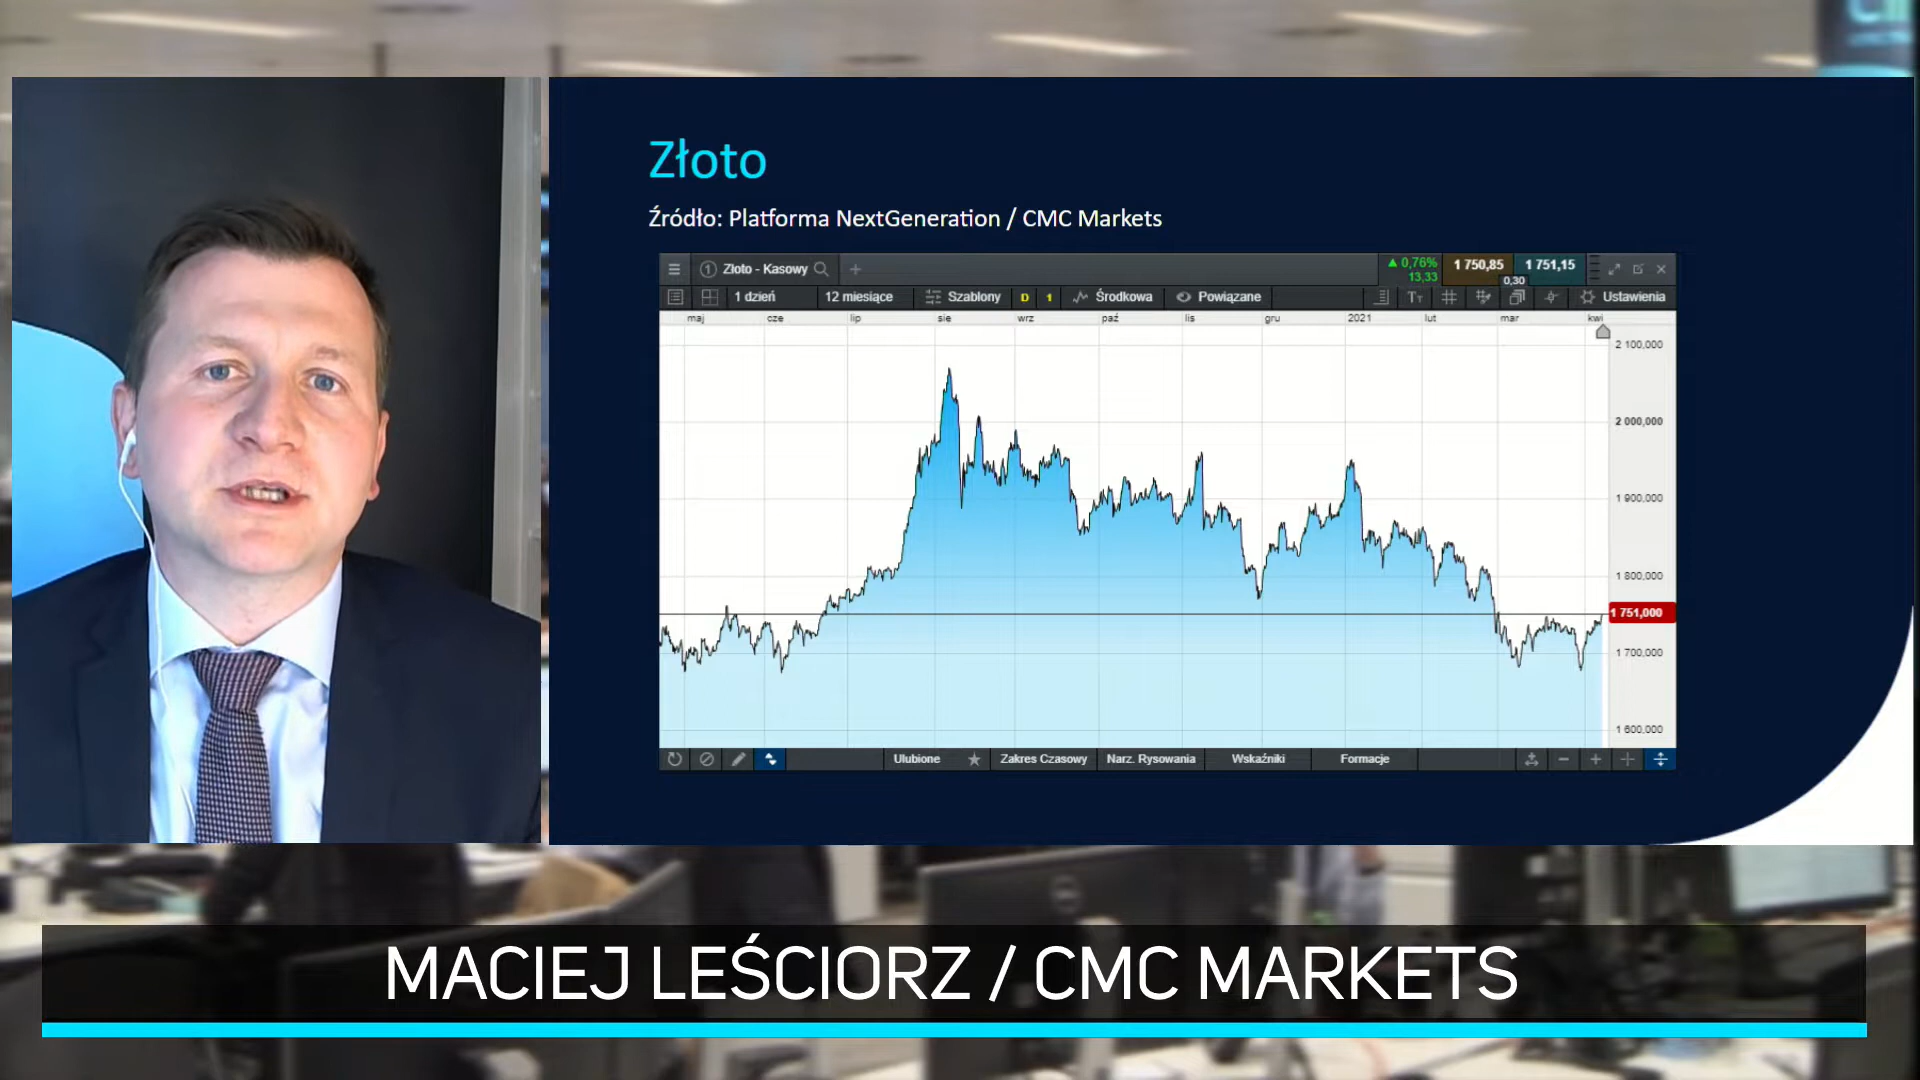 Złoto
Źródło: Platforma NextGeneration / CMC Markets
1 Złoto - Kasowy
0,76% 1 750,85 1 751,15
13,33 0,30
1 dzień 12 miesiące Szablony D 1 Środkowa Powiązane Tт Ustawienia
maj cze lip sie wrz paź lis gru 2021 lut mar kwi
2 100,000
2 000,000
1 900,000
1 800,000
1 751,000
1 700,000
1 600,000
Ulubione Zakres Czasowy Narz. Rysowania Wskaźniki Formacje
MACIEJ LEŚCIORZ / CMC MARKETS